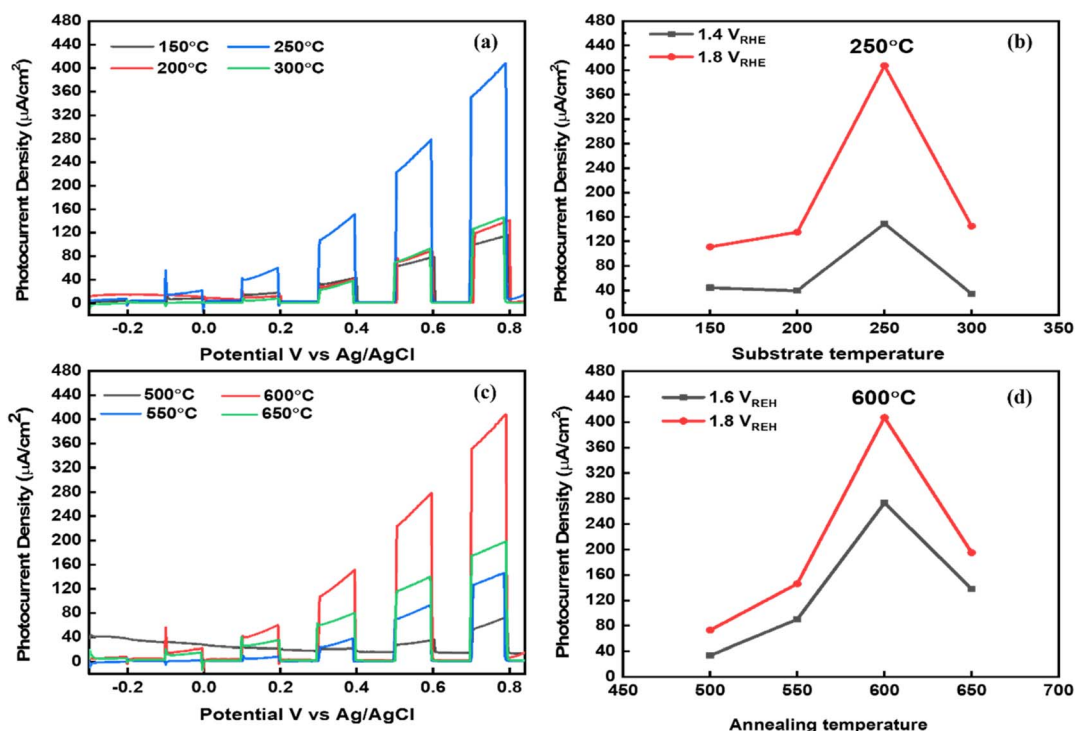 480
440
400
360
320
280
240
200
160
120
80
40
0
Photocurrent Density (μA/cm²)
150°C 250°C
200°C 300°C
(a)
-0.2 0.0 0.2 0.4 0.6 0.8
Potential V vs Ag/AgCl
480
440
400
360
320
280
240
200
160
120
80
40
0
Photocurrent Density (μA/cm²)
1.4 V_RHE
1.8 V_RHE
250°C
(b)
100 150 200 250 300 350
Substrate temperature
480
440
400
360
320
280
240
200
160
120
80
40
0
Photocurrent Density (μA/cm²)
500°C 600°C
550°C 650°C
(c)
-0.2 0.0 0.2 0.4 0.6 0.8
Potential V vs Ag/AgCl
480
440
400
360
320
280
240
200
160
120
80
40
0
Photocurrent Density (μA/cm²)
1.6 V_REH
1.8 V_REH
600°C
(d)
450 500 550 600 650 700
Annealing temperature